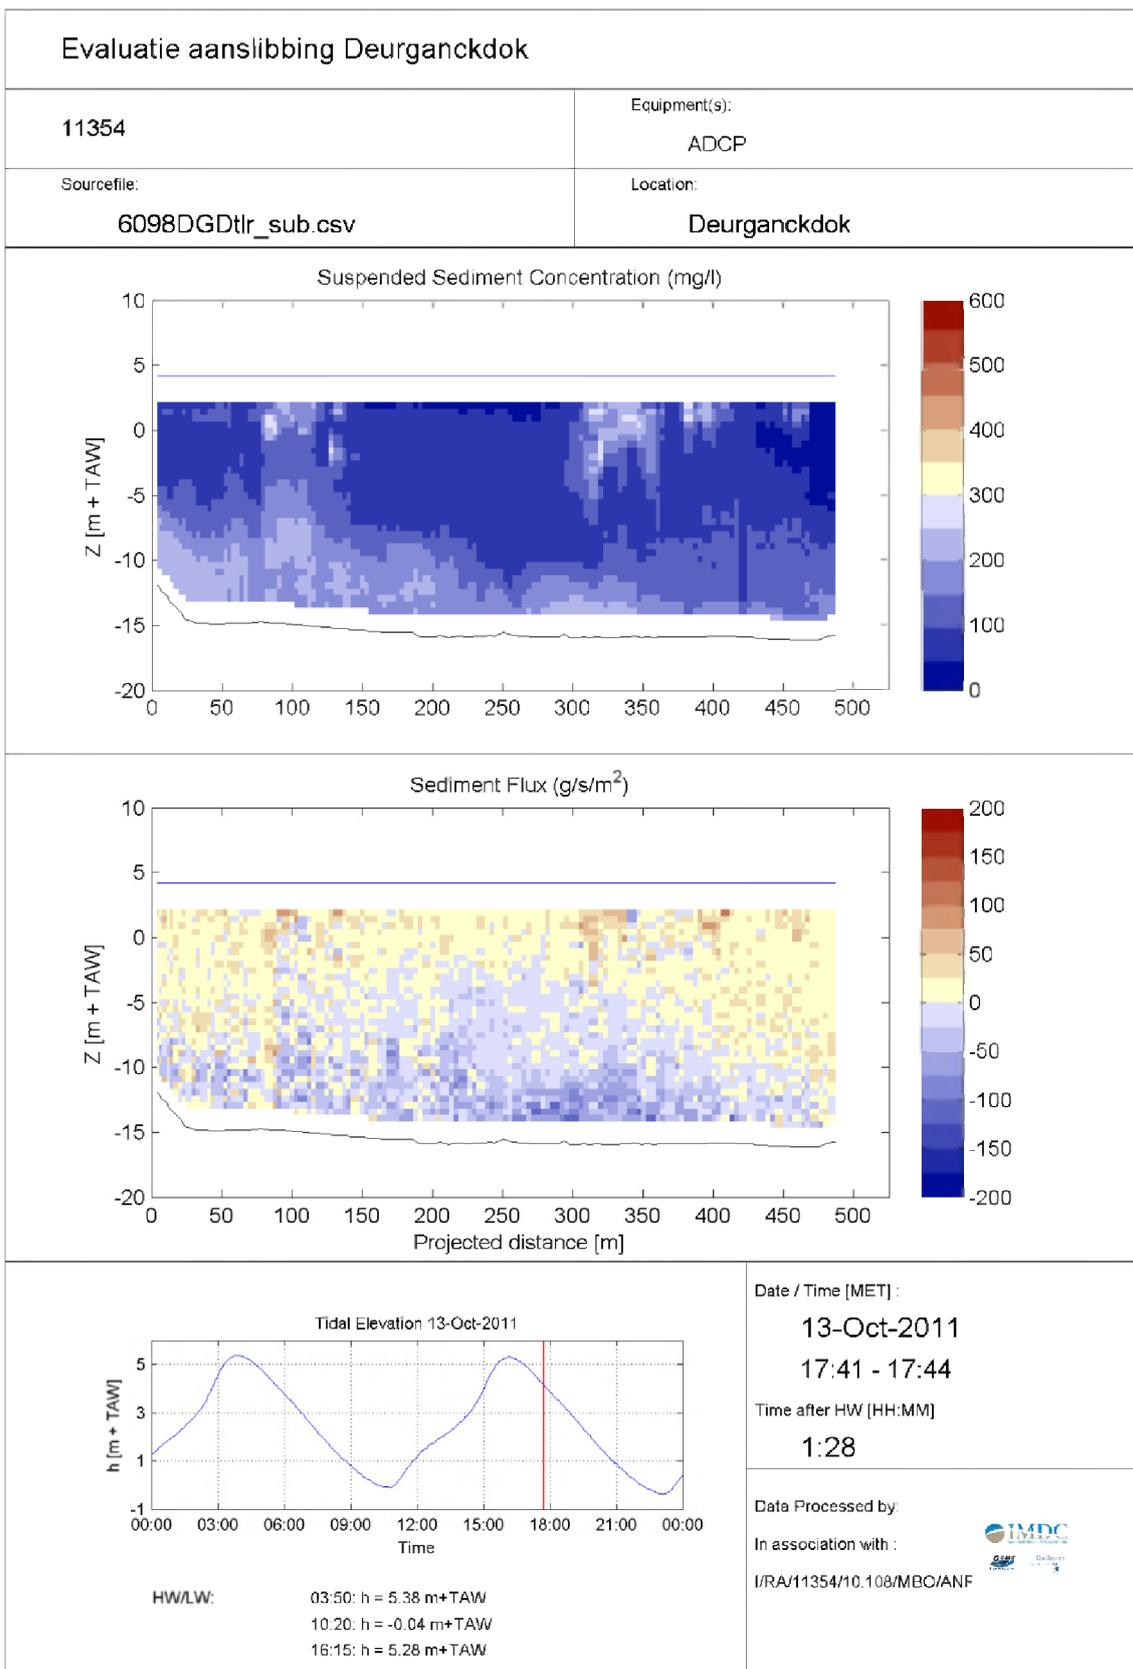 Evaluatie aanslibbing Deurganckdok
11354
Equipment(s):
ADCP
Sourcefile:
6098DGDtlr_sub.csv
Location:
Deurganckdok
Suspended Sediment Concentration (mg/l)
Z [m + TAW]
10
5
0
-5
-10
-15
-20
0 50 100 150 200 250 300 350 400 450 500
600
500
400
300
200
100
0
Sediment Flux (g/s/m²)
Z [m + TAW]
10
5
0
-5
-10
-15
-20
0 50 100 150 200 250 300 350 400 450 500
Projected distance [m]
200
150
100
50
0
-50
-100
-150
-200
Tidal Elevation 13-Oct-2011
h [m + TAW]
5
3
1
-1
00:00 03:00 06:00 09:00 12:00 15:00 18:00 21:00 00:00
Time
HW/LW:
03:50: h = 5.38 m+TAW
10:20: h = -0.04 m+TAW
16:15: h = 5.28 m+TAW
Date / Time [MET] :
13-Oct-2011
17:41 - 17:44
Time after HW [HH:MM]
1:28
Data Processed by:
IMDC
In association with :
I/RA/11354/10.108/MBO/ANF